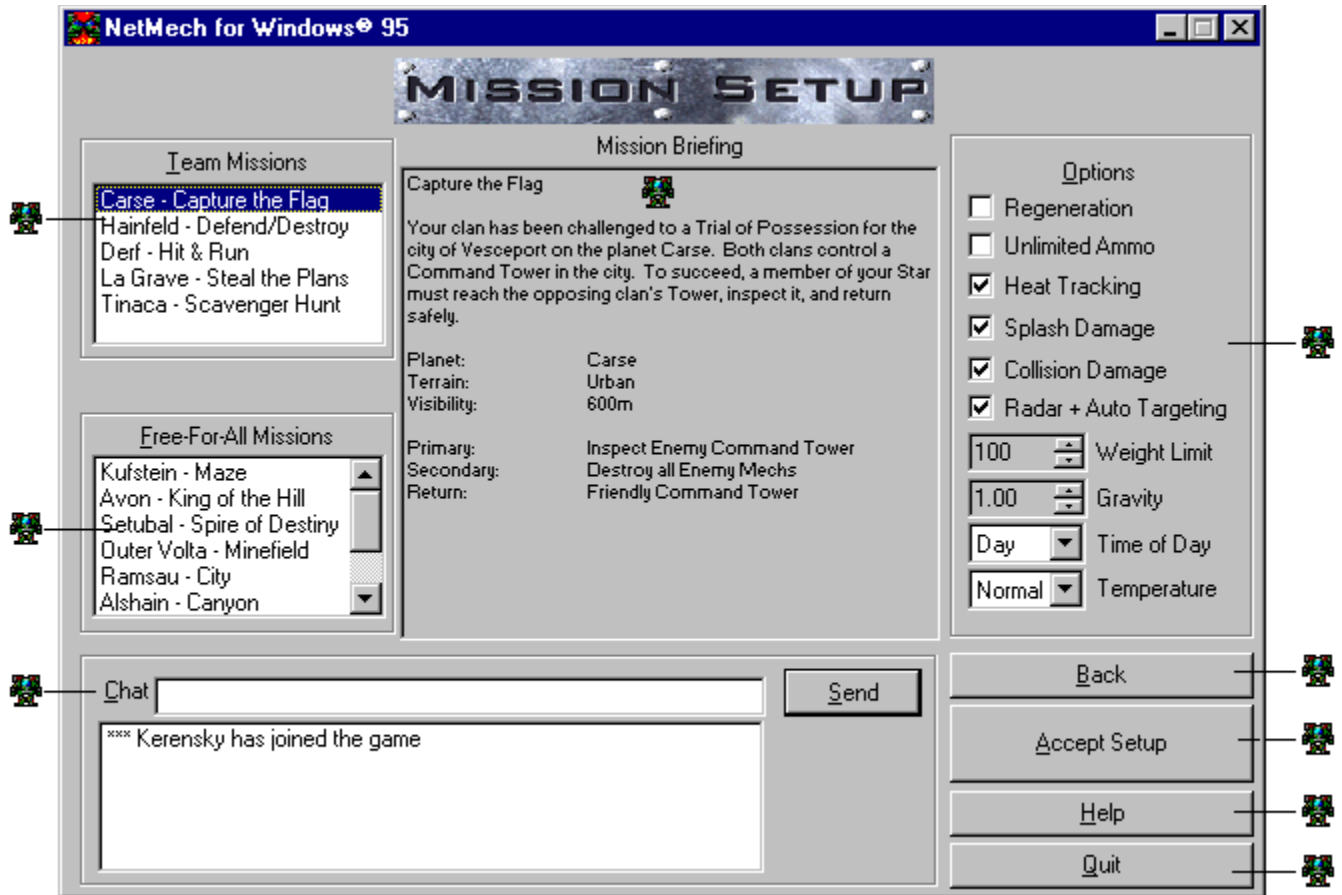 NetMech for Windows® 95
MISSION SETUP
Team Missions
Carse - Capture the Flag
Hainfeld - Defend/Destroy
Derf - Hit & Run
La Grave - Steal the Plans
Tinaca - Scavenger Hunt
Free-For-All Missions
Kufstein - Maze
Avon - King of the Hill
Setubal - Spire of Destiny
Outer Volta - Minefield
Ramsau - City
Alshain - Canyon
Mission Briefing
Capture the Flag
Your clan has been challenged to a Trial of Possession for the
city of Vesceport on the planet Carse. Both clans control a
Command Tower in the city. To succeed, a member of your Star
must reach the opposing clan's Tower, inspect it, and return
safely.
Planet: Carse
Terrain: Urban
Visibility: 600m
Primary: Inspect Enemy Command Tower
Secondary: Destroy all Enemy Mechs
Return: Friendly Command Tower
Options
Regeneration
Unlimited Ammo
Heat Tracking
Splash Damage
Collision Damage
Radar + Auto Targeting
100 Weight Limit
1.00 Gravity
Day Time of Day
Normal Temperature
Chat
Send
*** Kerensky has joined the game
Back
Accept Setup
Help
Quit